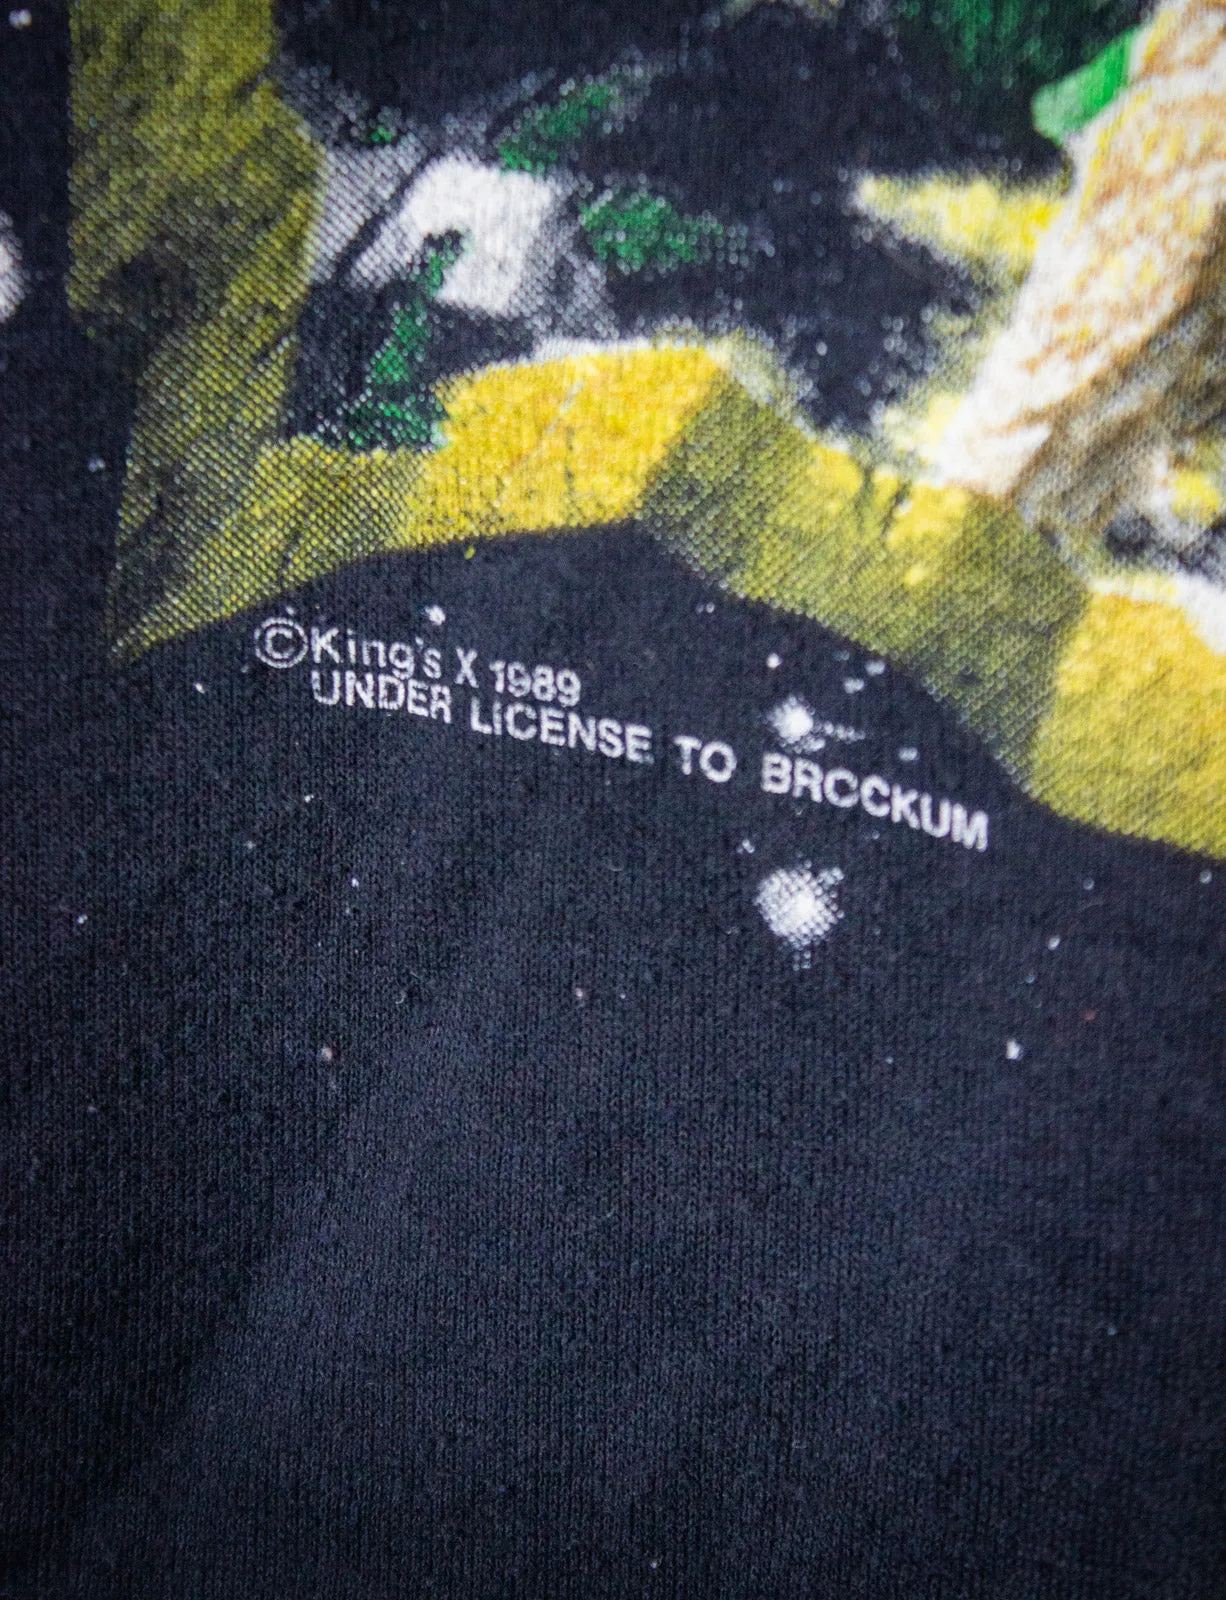 ©King's X 1989
UNDER LICENSE TO BROCKUM